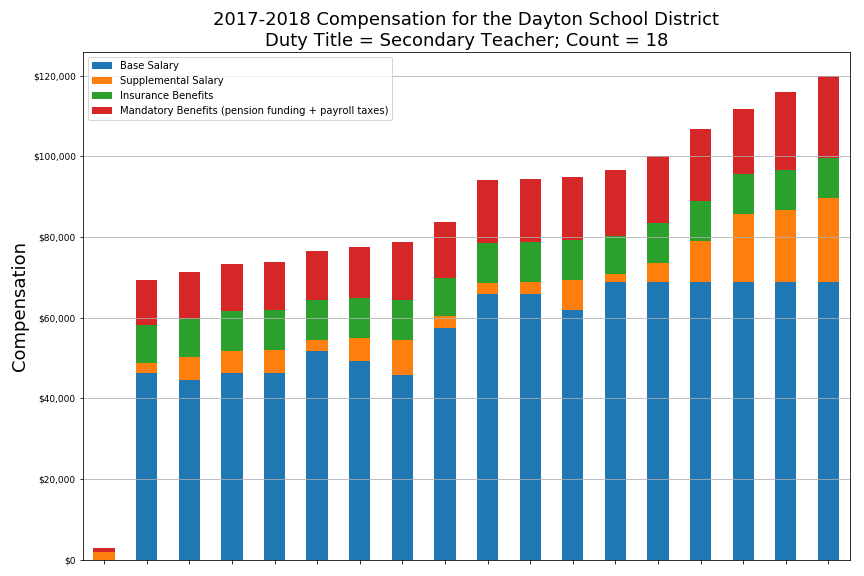 2017-2018 Compensation for the Dayton School District
Duty Title = Secondary Teacher; Count = 18
Base Salary
Supplemental Salary
Insurance Benefits
Mandatory Benefits (pension funding + payroll taxes)
Compensation
$120,000
$100,000
$80,000
$60,000
$40,000
$20,000
$0